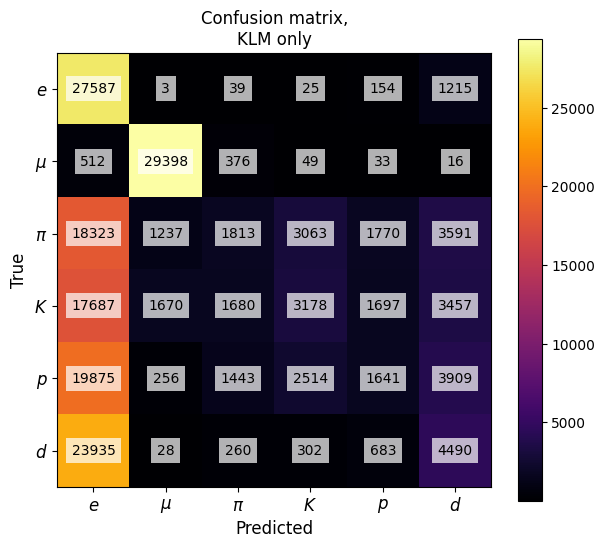 Confusion matrix,
KLM only
True
e 27587 3 39 25 154 1215
μ 512 29398 376 49 33 16
π 18323 1237 1813 3063 1770 3591
K 17687 1670 1680 3178 1697 3457
p 19875 256 1443 2514 1641 3909
d 23935 28 260 302 683 4490
e μ π K p d
Predicted
25000
20000
15000
10000
5000